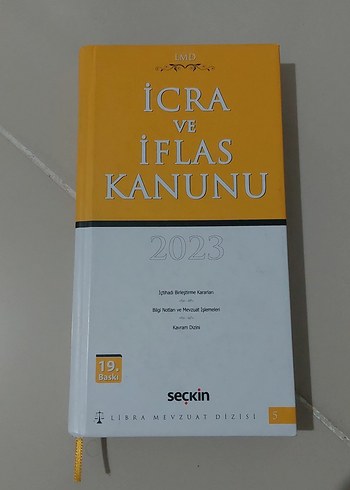 LMD
İCRA
VE
İFLAS
KANUNU
2023
İçtihadı Birleştirme Kararları
Bilgi Notları ve Mevzuat İşlemeleri
Kavram Dizini
19.
Baskı
seçkin
LİBRA MEVZUAT DİZİSİ 5